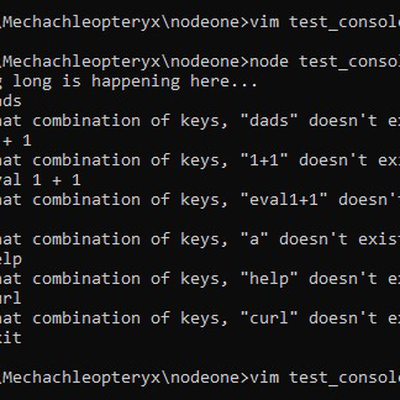 \Mechachleopteryx\nodeone>vim test_console
\Mechachleopteryx\nodeone>node test_conso
g long is happening here...
ads
hat combination of keys, "dads" doesn't ex
+ 1
hat combination of keys, "1+1" doesn't exi
val 1 + 1
hat combination of keys, "eval1+1" doesn't
hat combination of keys, "a" doesn't exist
elp
hat combination of keys, "help" doesn't ex
url
hat combination of keys, "curl" doesn't ex
xit
\Mechachleopteryx\nodeone>vim test_console